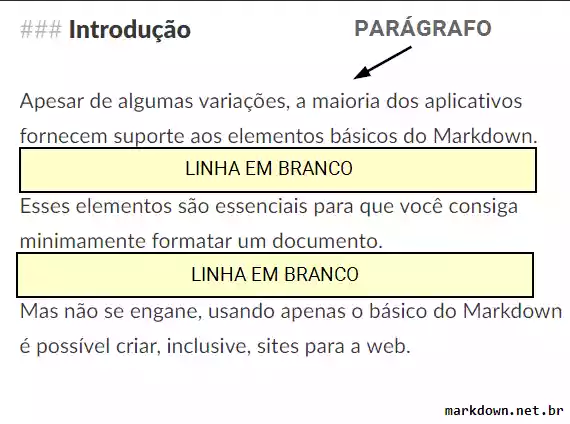 ### Introdução
PARÁGRAFO
Apesar de algumas variações, a maioria dos aplicativos
fornecem suporte aos elementos básicos do Markdown.
LINHA EM BRANCO
Esses elementos são essenciais para que você consiga
minimamente formatar um documento.
LINHA EM BRANCO
Mas não se engane, usando apenas o básico do Markdown
é possível criar, inclusive, sites para a web.
markdown.net.br